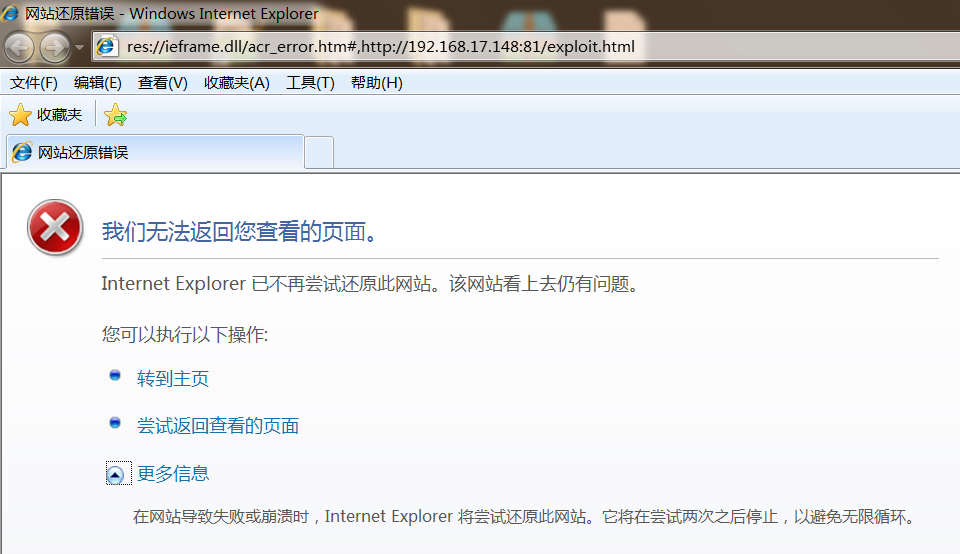 网站还原错误 - Windows Internet Explorer
res://ieframe.dll/acr_error.htm#,http://192.168.17.148:81/exploit.html
文件(F) 编辑(E) 查看(V) 收藏夹(A) 工具(T) 帮助(H)
收藏夹
网站还原错误
我们无法返回您查看的页面。
Internet Explorer 已不再尝试还原此网站。该网站看上去仍有问题。
您可以执行以下操作:
转到主页
尝试返回查看的页面
更多信息
在网站导致失败或崩溃时，Internet Explorer 将尝试还原此网站。它将在尝试两次之后停止，以避免无限循环。